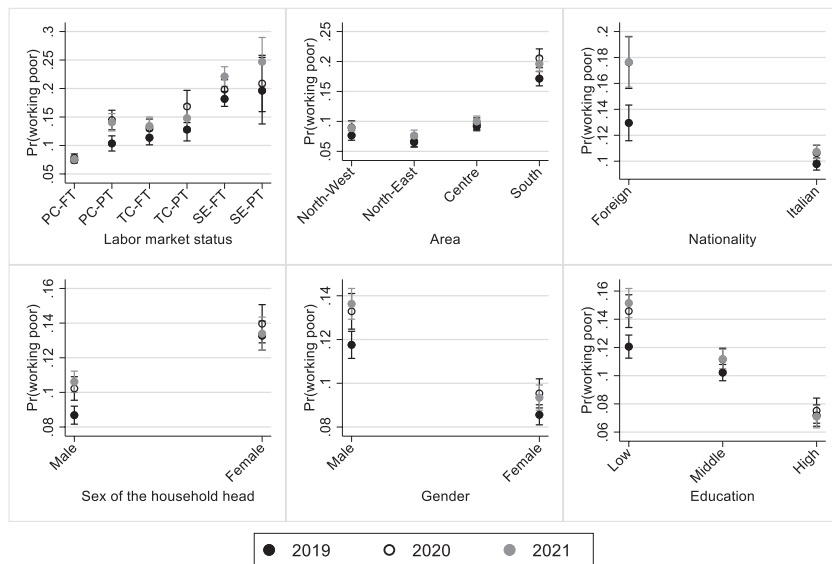 Pr(working poor)
.3
.25
.2
.15
.1
.05
PC-FT
PC-PT
TC-FT
TC-PT
SE-FT
SE-PT
Labor market status
Pr(working poor)
.25
.2
.15
.1
.05
North-West
North-East
Centre
South
Area
Pr(working poor)
.2
.18
.16
.14
.12
.1
Foreign
Italian
Nationality
Pr(working poor)
.16
.14
.12
.1
.08
Male
Female
Sex of the household head
Pr(working poor)
.14
.12
.1
.08
Male
Female
Gender
Pr(working poor)
.16
.14
.12
.1
.08
.06
Low
Middle
High
Education
2019
2020
2021